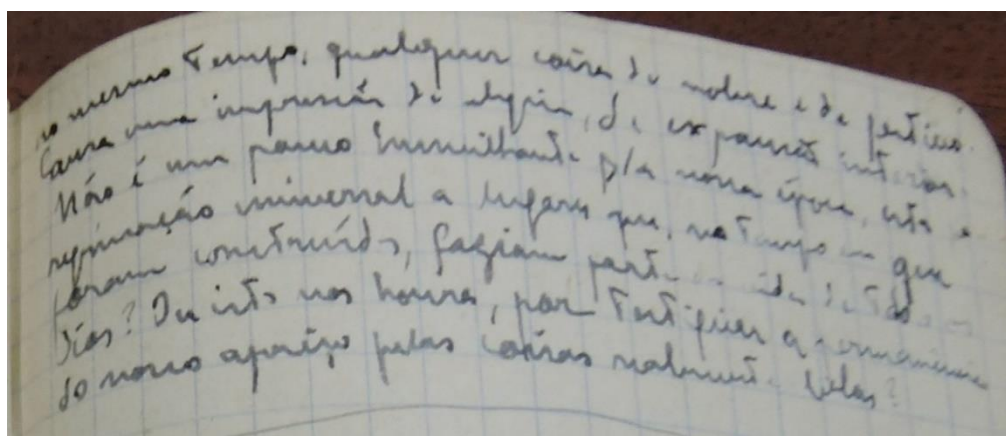 ao mesmo tempo, qualquer coisa de nobre e de
Causa uma impressão de alegria, de expansão interior.
Não é um pouco humilhante p/a nossa época, esta
universal a lugares que, no tempo em que
foram construídos, faziam parte da vida de todos os
dias? Ou isto nos honra, por testificar a permanência
do nosso apreço pelas coisas realmente belas?